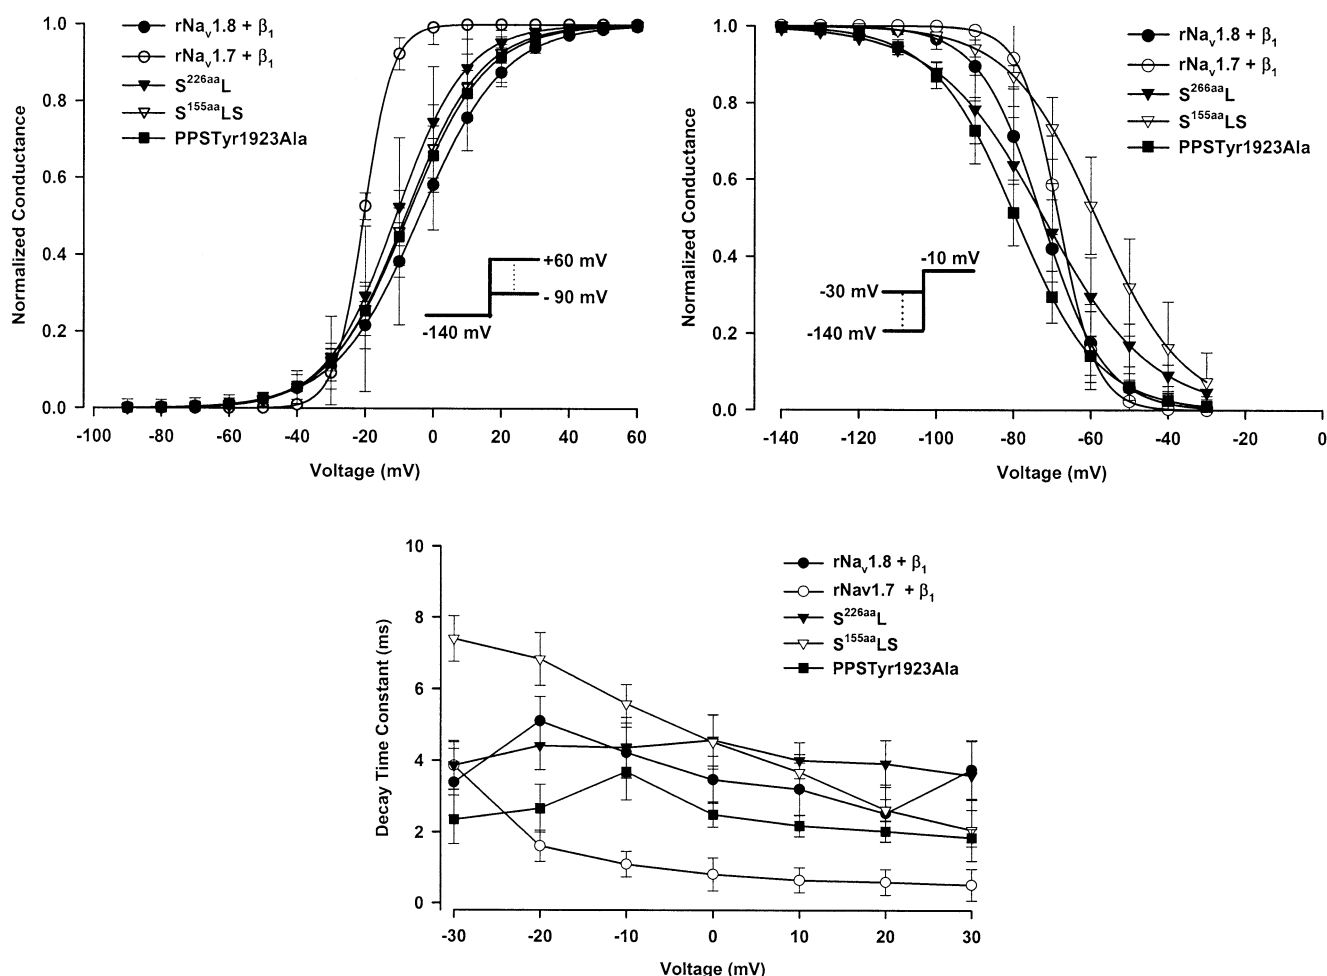 rNaᵥ1.8 + β₁
rNaᵥ1.7 + β₁
S²²⁶ᵃᵃL
S¹⁵⁵ᵃᵃLS
PPSTyr1923Ala
Normalized Conductance
1.0
0.8
0.6
0.4
0.2
0.0
+60 mV
- 90 mV
-140 mV
-100 -80 -60 -40 -20 0 20 40 60
Voltage (mV)
rNaᵥ1.8 + β₁
rNaᵥ1.7 + β₁
S²⁶⁶ᵃᵃL
S¹⁵⁵ᵃᵃLS
PPSTyr1923Ala
Normalized Conductance
1.0
0.8
0.6
0.4
0.2
0.0
-10 mV
-30 mV
-140 mV
-140 -120 -100 -80 -60 -40 -20 0
Voltage (mV)
rNaᵥ1.8 + β₁
rNav1.7 + β₁
S²²⁶ᵃᵃL
S¹⁵⁵ᵃᵃLS
PPSTyr1923Ala
Decay Time Constant (ms)
10
8
6
4
2
0
-30 -20 -10 0 10 20 30
Voltage (mV)